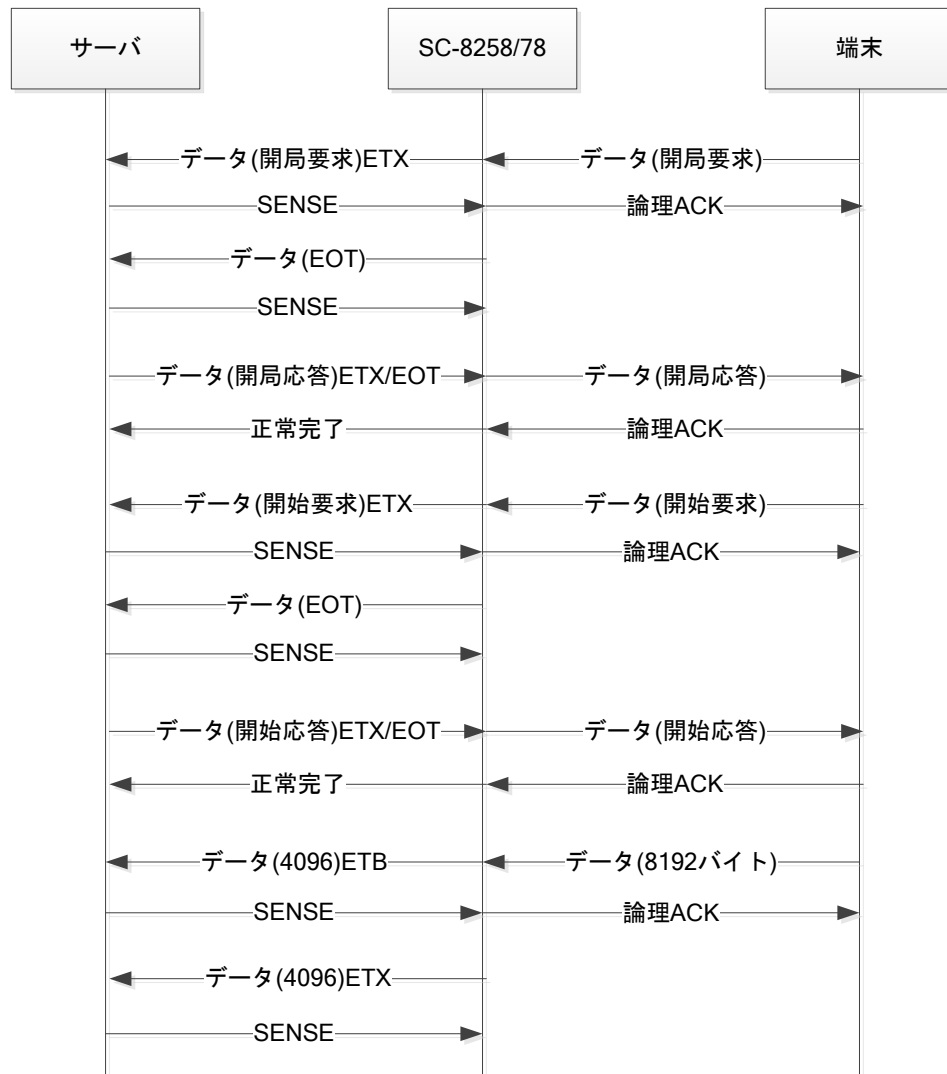 サーバ
SC-8258/78
端末
データ(開局要求)ETX
データ(開局要求)
SENSE
論理ACK
データ(EOT)
SENSE
データ(開局応答)ETX/EOT
データ(開局応答)
正常完了
論理ACK
データ(開始要求)ETX
データ(開始要求)
SENSE
論理ACK
データ(EOT)
SENSE
データ(開始応答)ETX/EOT
データ(開始応答)
正常完了
論理ACK
データ(4096)ETB
データ(8192バイト)
SENSE
論理ACK
データ(4096)ETX
SENSE